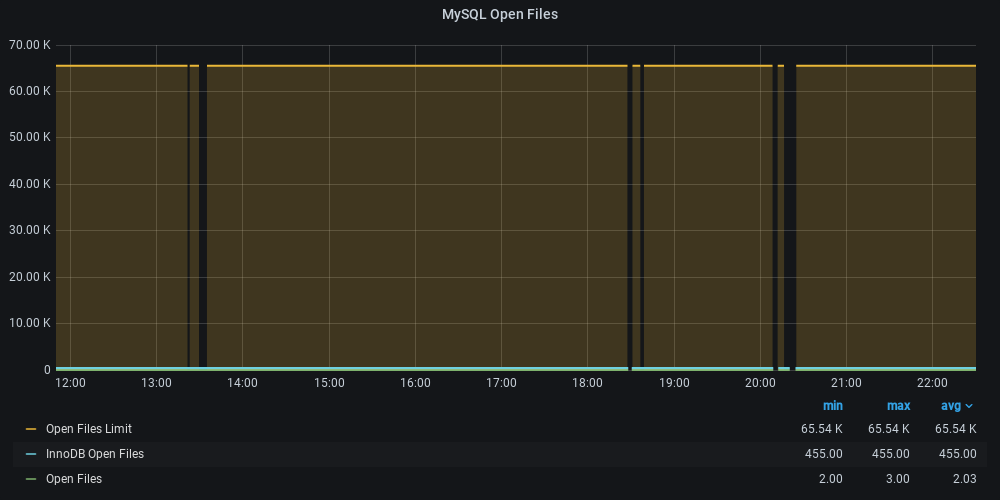 MySQL Open Files
70.00 K
60.00 K
50.00 K
40.00 K
30.00 K
20.00 K
10.00 K
0
12:00 13:00 14:00 15:00 16:00 17:00 18:00 19:00 20:00 21:00 22:00
min max avg
Open Files Limit 65.54 K 65.54 K 65.54 K
InnoDB Open Files 455.00 455.00 455.00
Open Files 2.00 3.00 2.03